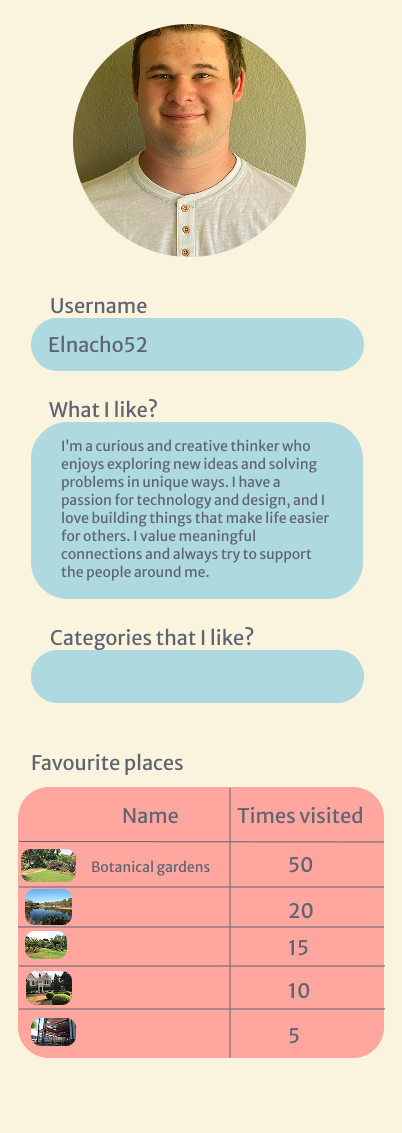 Username
Elnacho52
What I like?
I'm a curious and creative thinker who
enjoys exploring new ideas and solving
problems in unique ways. I have a
passion for technology and design, and I
love building things that make life easier
for others. I value meaningful
connections and always try to support
the people around me.
Categories that I like?
Favourite places
Name Times visited
Botanical gardens 50
20
15
10
5